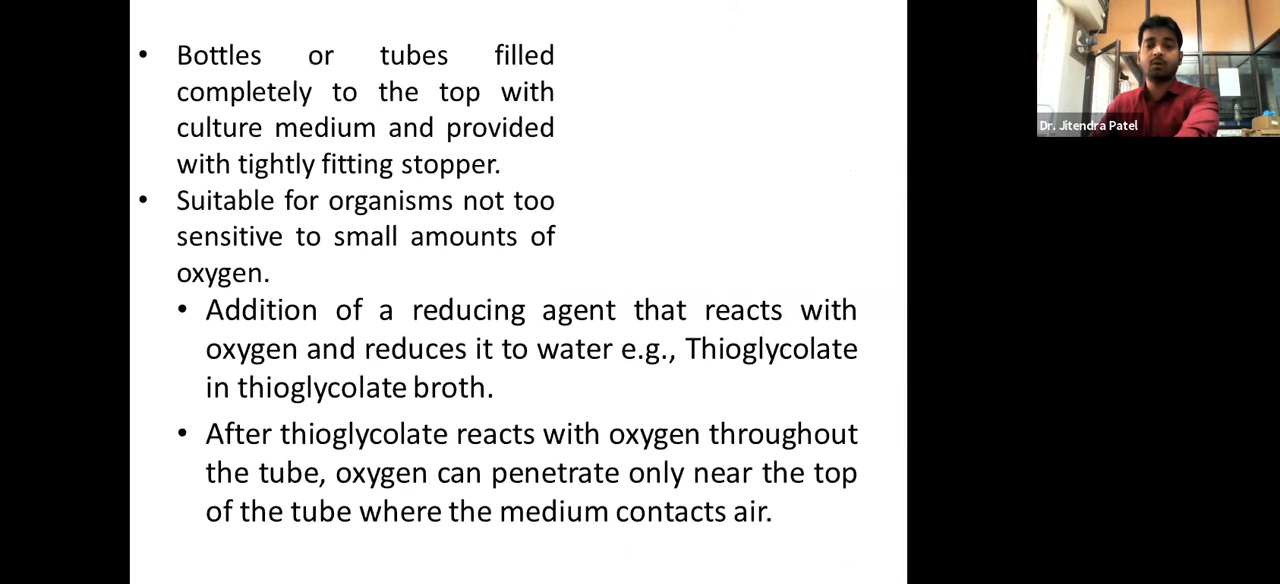 • Bottles or tubes filled
completely to the top with
culture medium and provided
with tightly fitting stopper.
• Suitable for organisms not too
sensitive to small amounts of
oxygen.
• Addition of a reducing agent that reacts with
oxygen and reduces it to water e.g., Thioglycolate
in thioglycolate broth.
• After thioglycolate reacts with oxygen throughout
the tube, oxygen can penetrate only near the top
of the tube where the medium contacts air.
Dr. Jitendra Patel